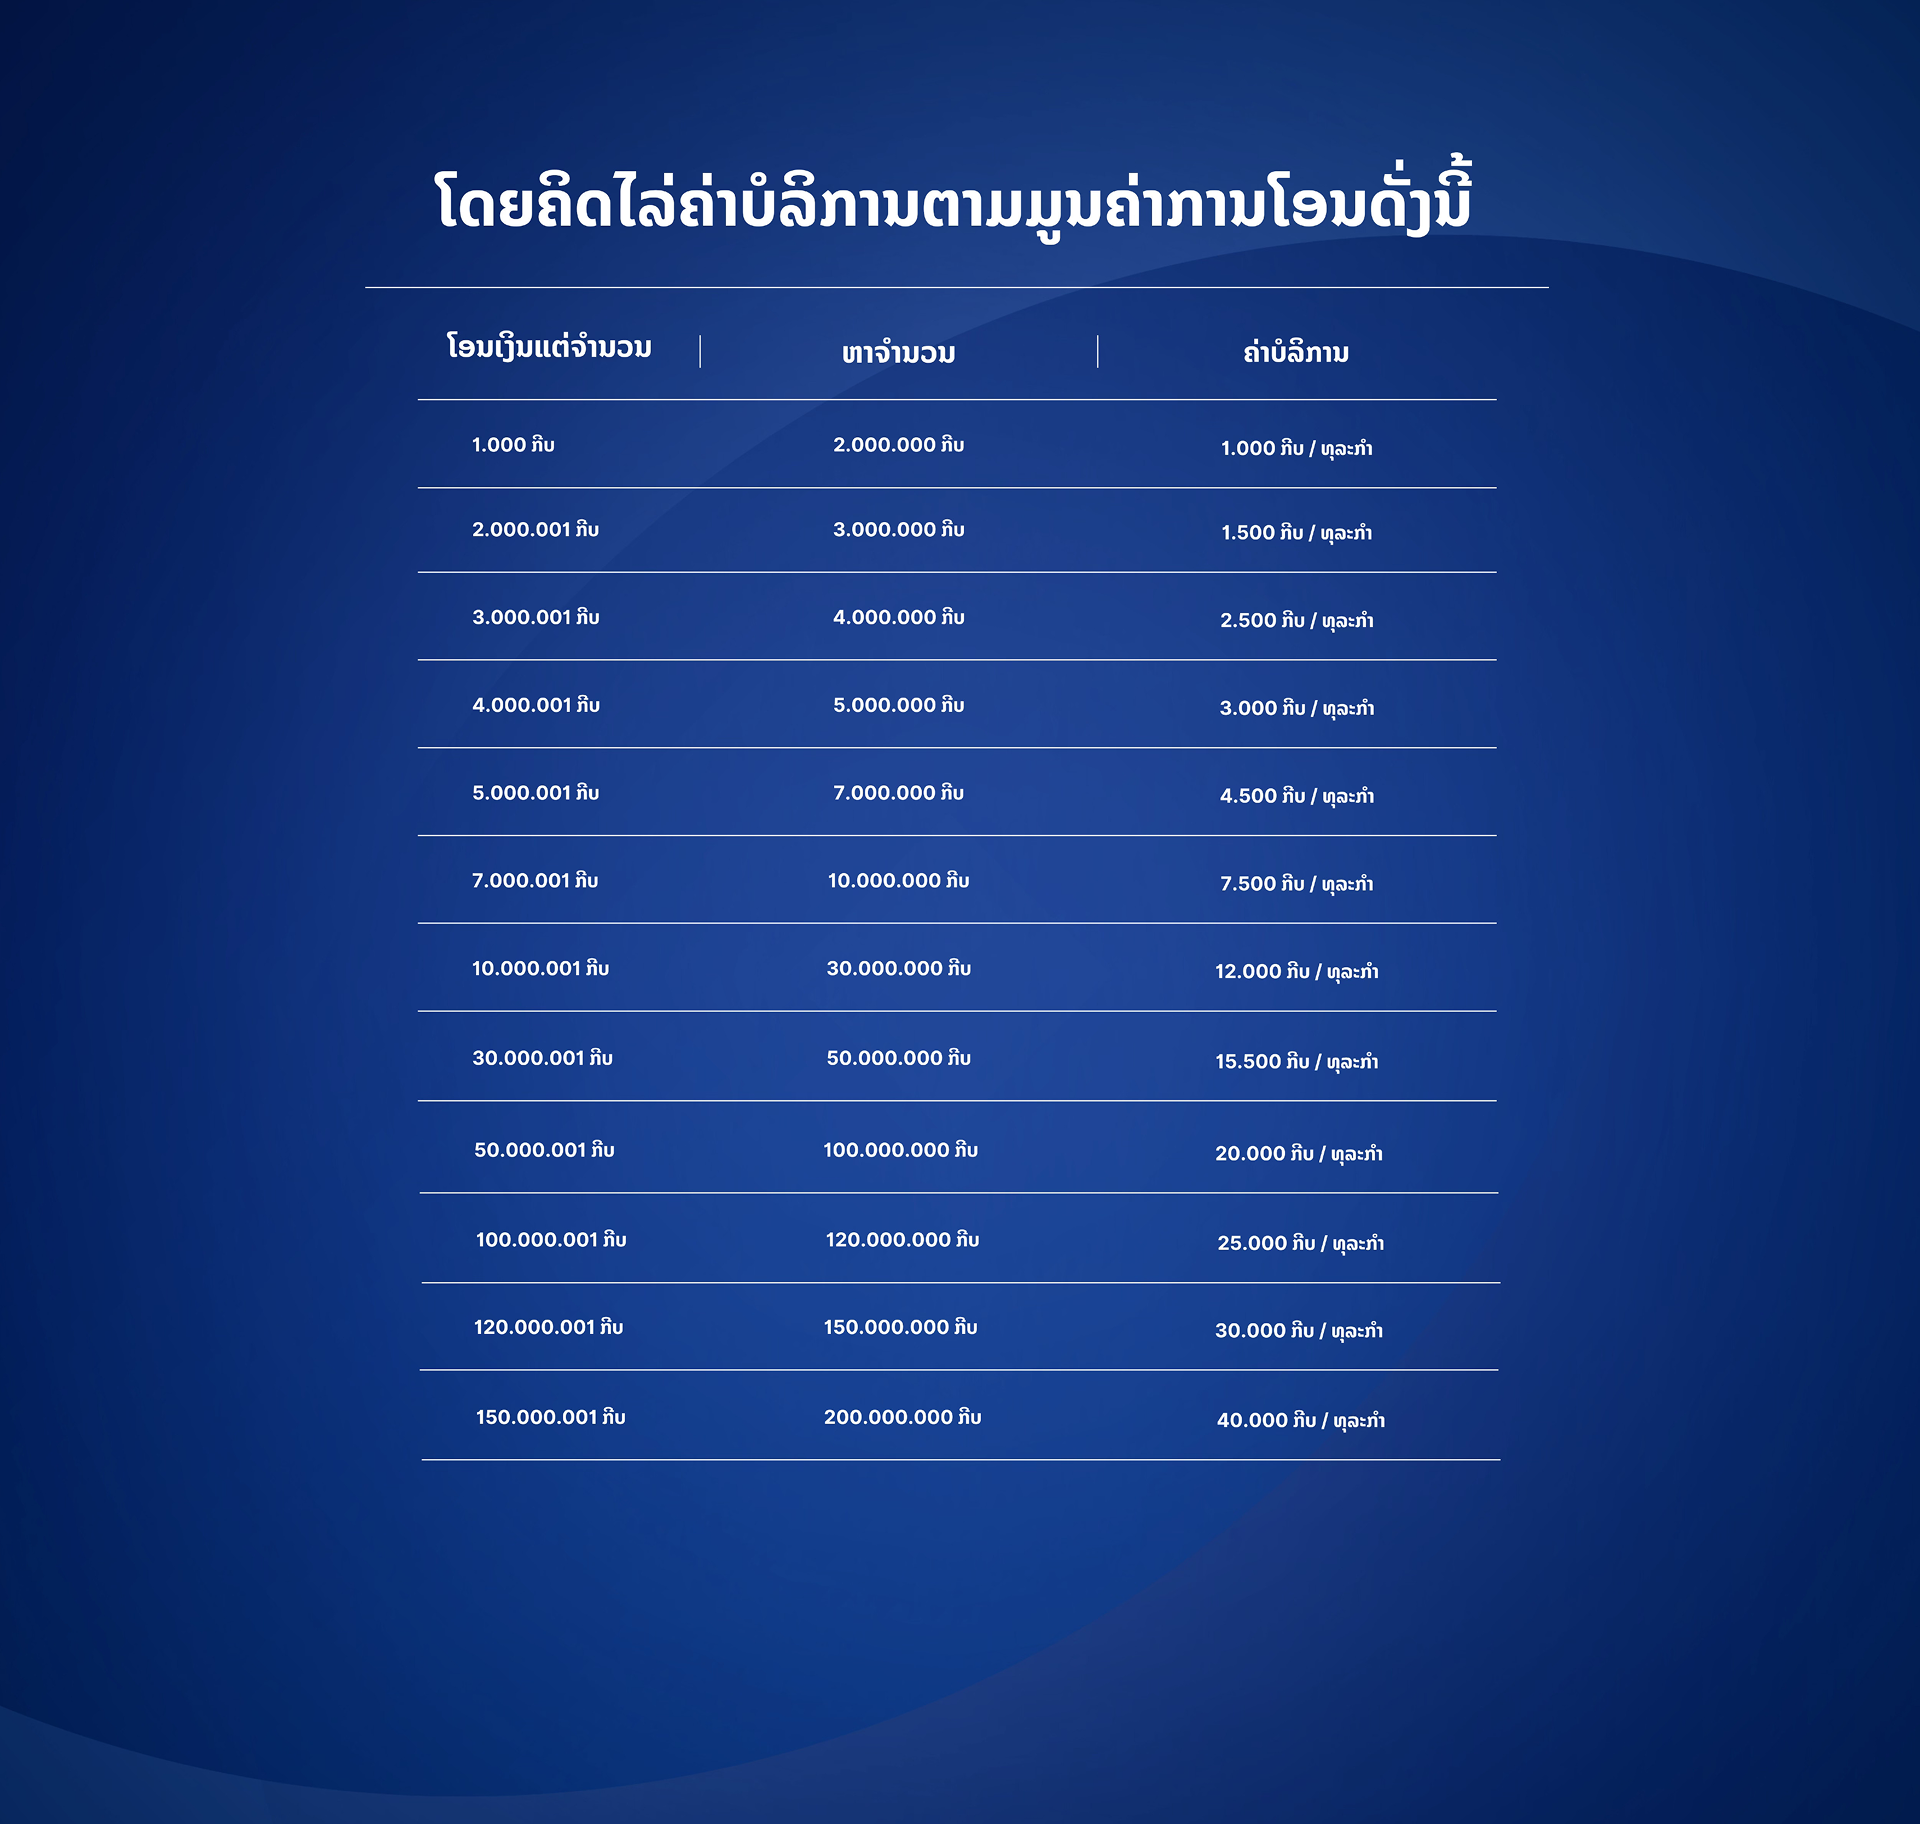 ໂດຍຄິດໄລ່ຄ່າບໍລິການຕາມມູນຄ່າການໂອນດັ່ງນີ້
ໂອນເງິນແຕ່ຈຳນວນ | ຫາຈຳນວນ | ຄ່າບໍລິການ
1.000 ກີບ 2.000.000 ກີບ 1.000 ກີບ / ທຸລະກຳ
2.000.001 ກີບ 3.000.000 ກີບ 1.500 ກີບ / ທຸລະກຳ
3.000.001 ກີບ 4.000.000 ກີບ 2.500 ກີບ / ທຸລະກຳ
4.000.001 ກີບ 5.000.000 ກີບ 3.000 ກີບ / ທຸລະກຳ
5.000.001 ກີບ 7.000.000 ກີບ 4.500 ກີບ / ທຸລະກຳ
7.000.001 ກີບ 10.000.000 ກີບ 7.500 ກີບ / ທຸລະກຳ
10.000.001 ກີບ 30.000.000 ກີບ 12.000 ກີບ / ທຸລະກຳ
30.000.001 ກີບ 50.000.000 ກີບ 15.500 ກີບ / ທຸລະກຳ
50.000.001 ກີບ 100.000.000 ກີບ 20.000 ກີບ / ທຸລະກຳ
100.000.001 ກີບ 120.000.000 ກີບ 25.000 ກີບ / ທຸລະກຳ
120.000.001 ກີບ 150.000.000 ກີບ 30.000 ກີບ / ທຸລະກຳ
150.000.001 ກີບ 200.000.000 ກີບ 40.000 ກີບ / ທຸລະກຳ